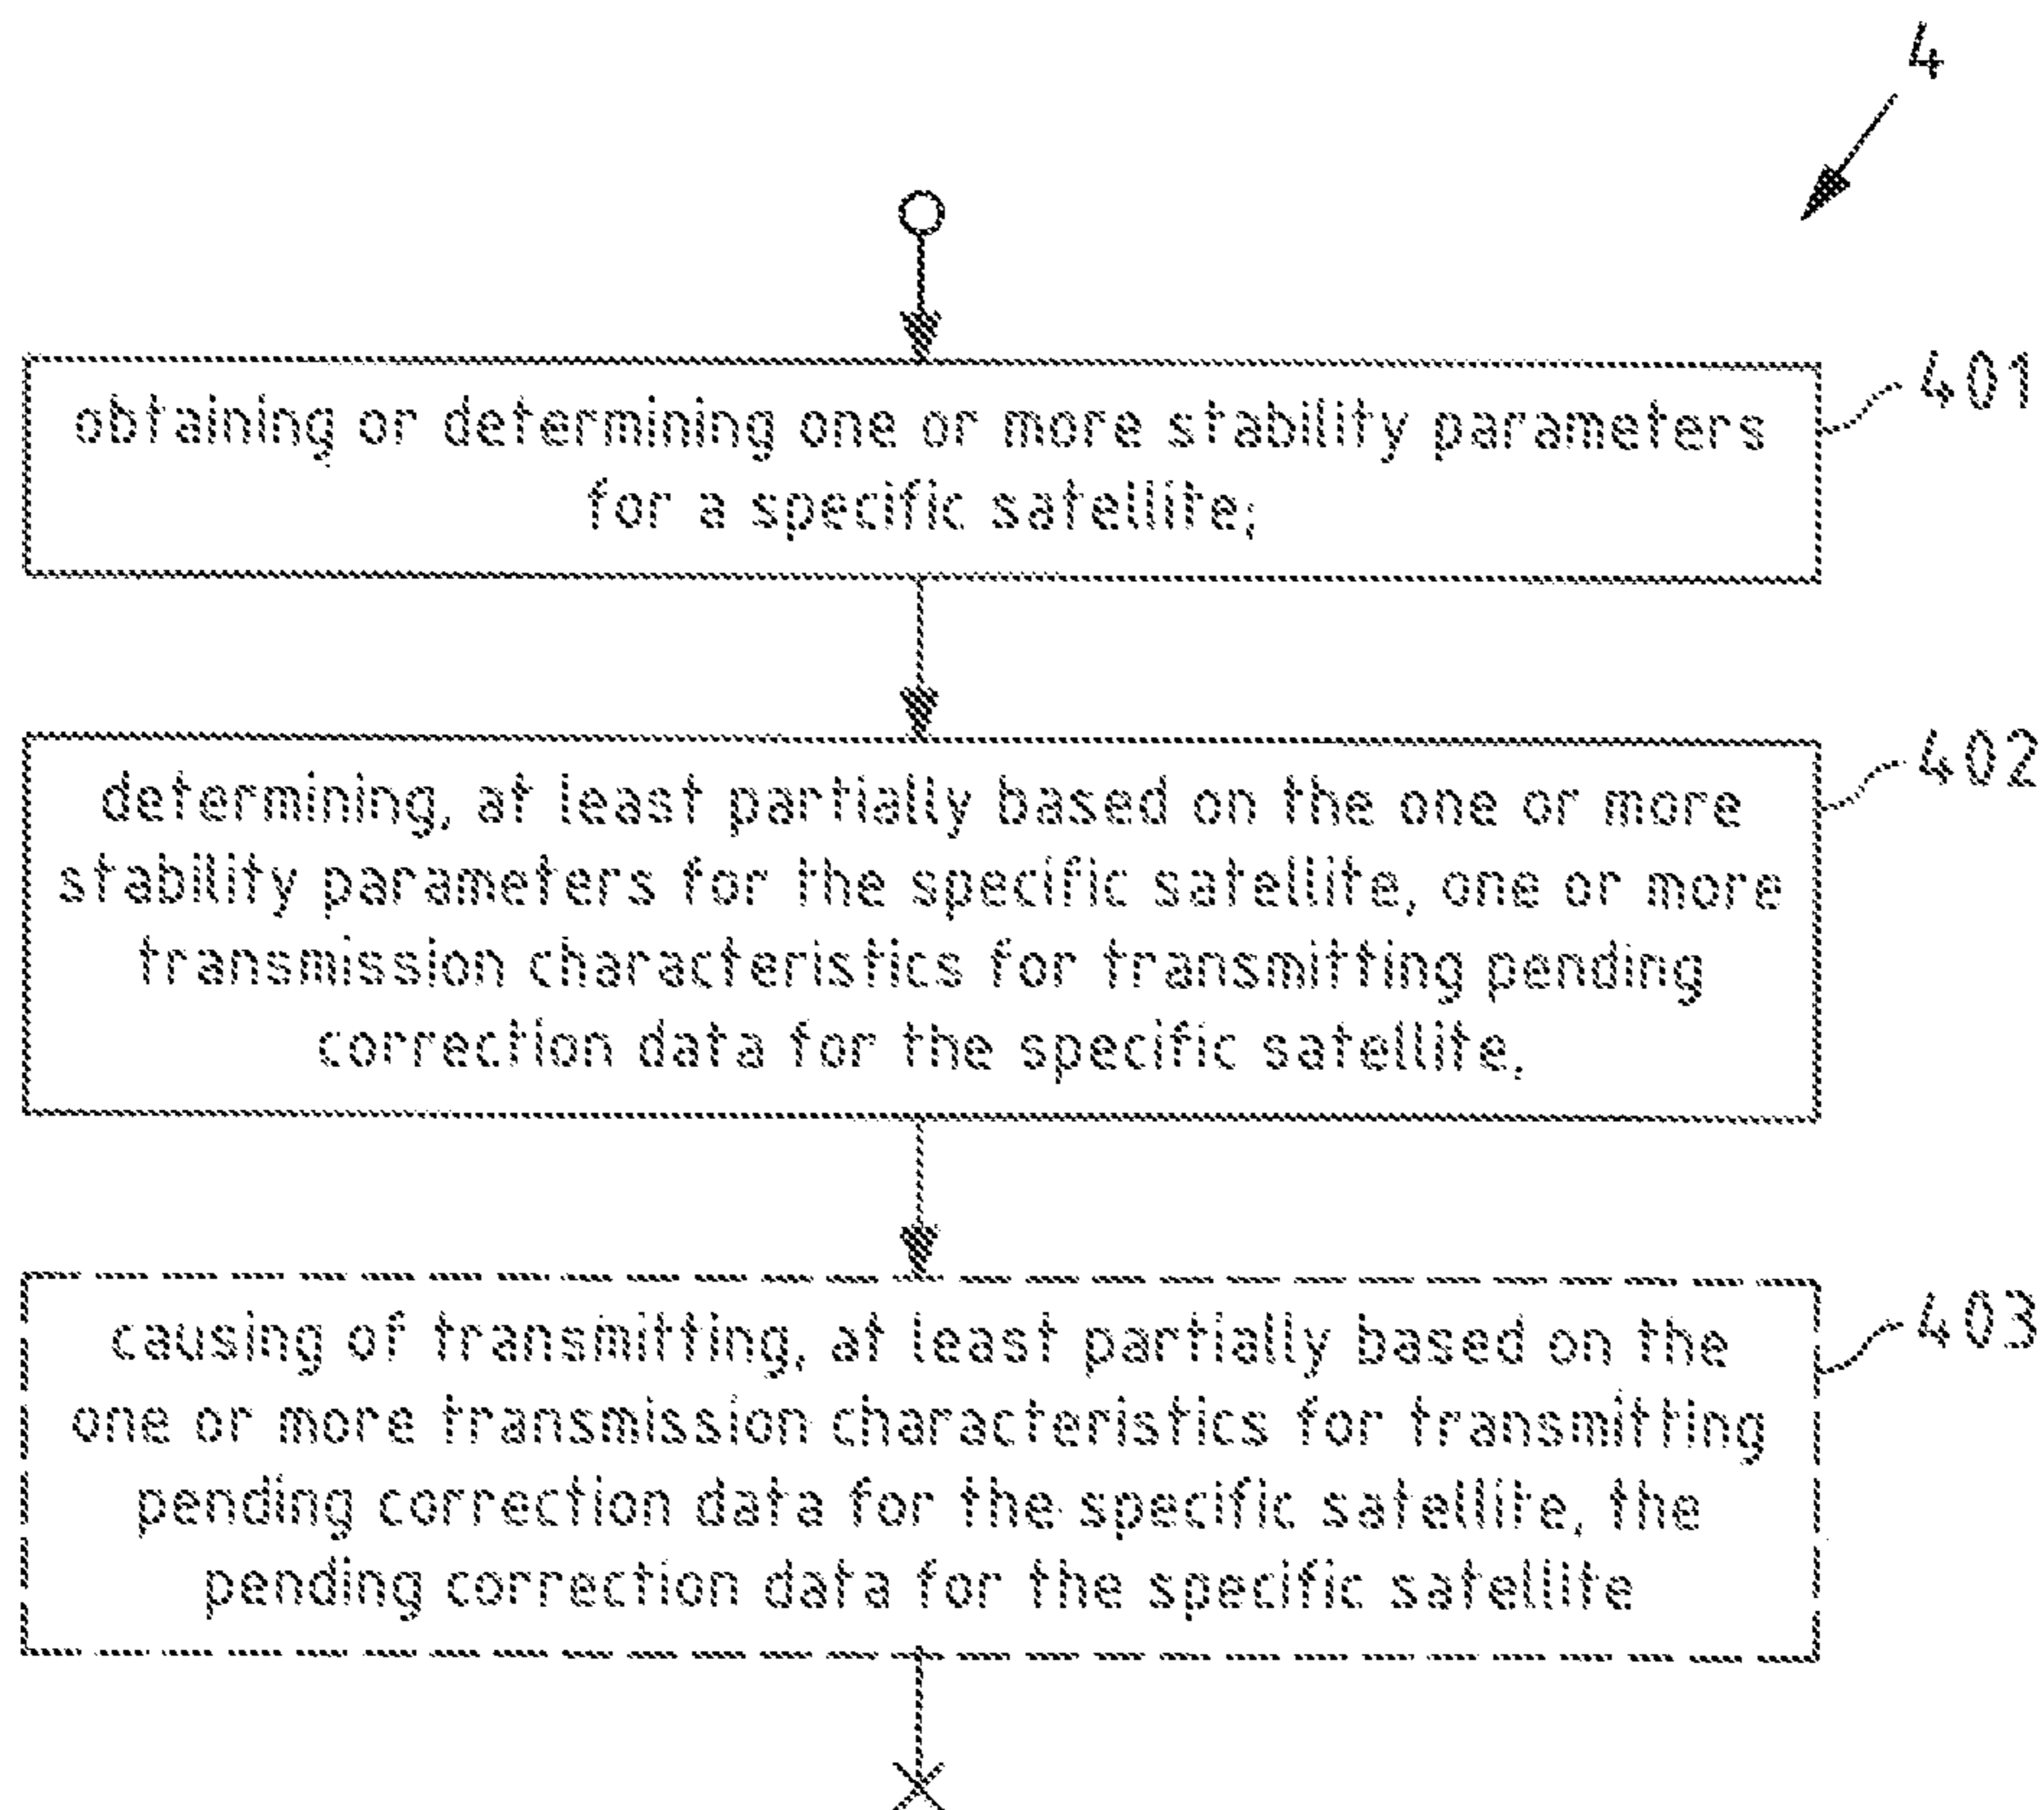 4
401
obtaining or determining one or more stability parameters
for a specific satellite;
402
determining, at least partially based on the one or more
stability parameters for the specific satellite, one or more
transmission characteristics for transmitting pending
correction data for the specific satellite,
403
causing of transmitting, at least partially based on the
one or more transmission characteristics for transmitting
pending correction data for the specific satellite, the
pending correction data for the specific satellite